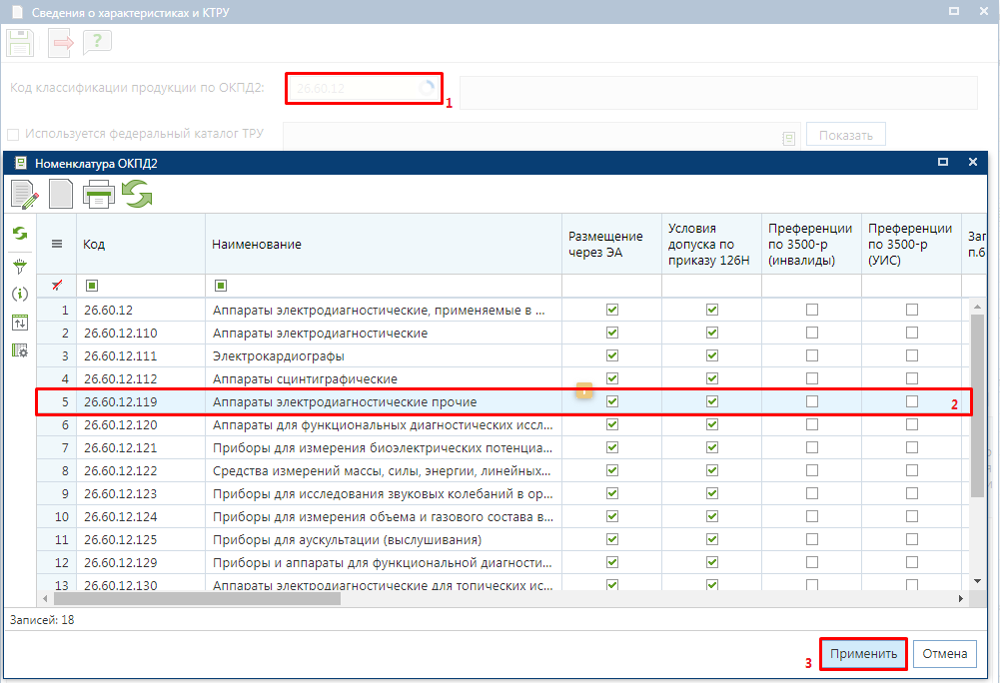 Сведения о характеристиках и КТРУ
?
Код классификации продукции по ОКПД2:
26.60.12
1
Используется федеральный каталог ТРУ
Показать
Номенклатура ОКПД2
Код
Наименование
Размещение
через ЭА
Условия
допуска по
приказу 126Н
Преференции
по 3500-р
(инвалиды)
Преференции
по 3500-р
(УИС)
Заг
п.6
1 26.60.12 Аппараты электродиагностические, применяемые в ...
2 26.60.12.110 Аппараты электродиагностические
3 26.60.12.111 Электрокардиографы
4 26.60.12.112 Аппараты сцинтиграфические
5 26.60.12.119 Аппараты электродиагностические прочие 2
6 26.60.12.120 Аппараты для функциональных диагностических иссл...
7 26.60.12.121 Приборы для измерения биоэлектрических потенциа...
8 26.60.12.122 Средства измерений массы, силы, энергии, линейных...
9 26.60.12.123 Приборы для исследования звуковых колебаний в ор...
10 26.60.12.124 Приборы для измерения объема и газового состава в...
11 26.60.12.125 Приборы для аускультации (выслушивания)
12 26.60.12.129 Приборы и аппараты для функциональной диагности...
13 26.60.12.130 Аппараты электродиагностические для топических ис...
Записей: 18
3
Применить
Отмена